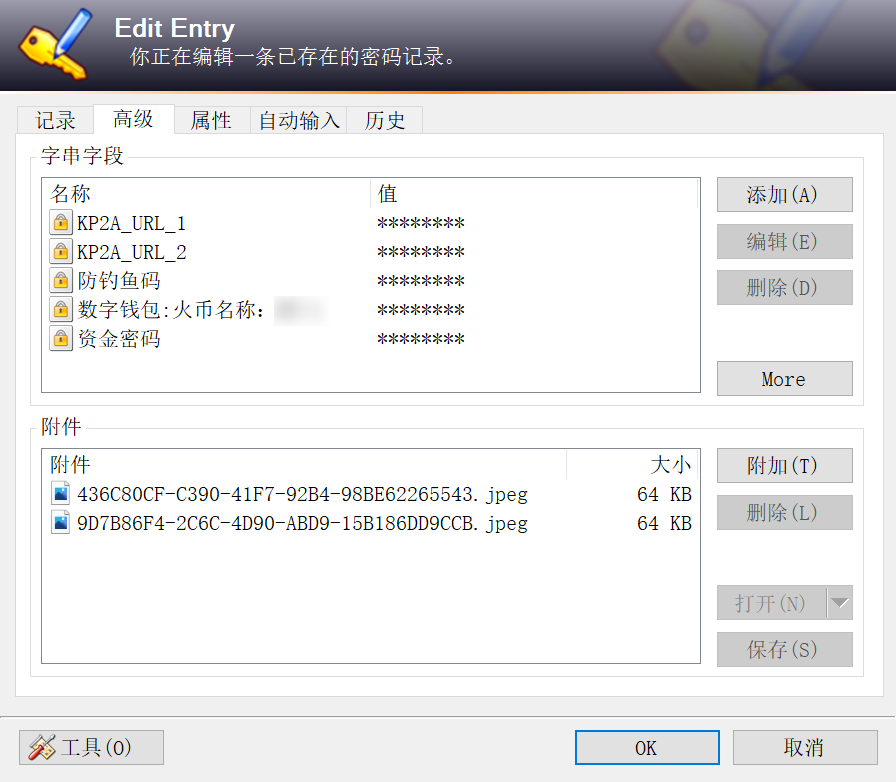 Edit Entry
你正在编辑一条已存在的密码记录。
记录 高级 属性 自动输入 历史
字串字段
名称 值
KP2A_URL_1 ********
KP2A_URL_2 ********
防钓鱼码 ********
数字钱包:火币名称: ********
资金密码 ********
添加(A)
编辑(E)
删除(D)
More
附件
附件 大小
436C80CF-C390-41F7-92B4-98BE62265543.jpeg 64 KB
9D7B86F4-2C6C-4D90-ABD9-15B186DD9CCB.jpeg 64 KB
附加(T)
删除(L)
打开(N)
保存(S)
工具(O) OK 取消